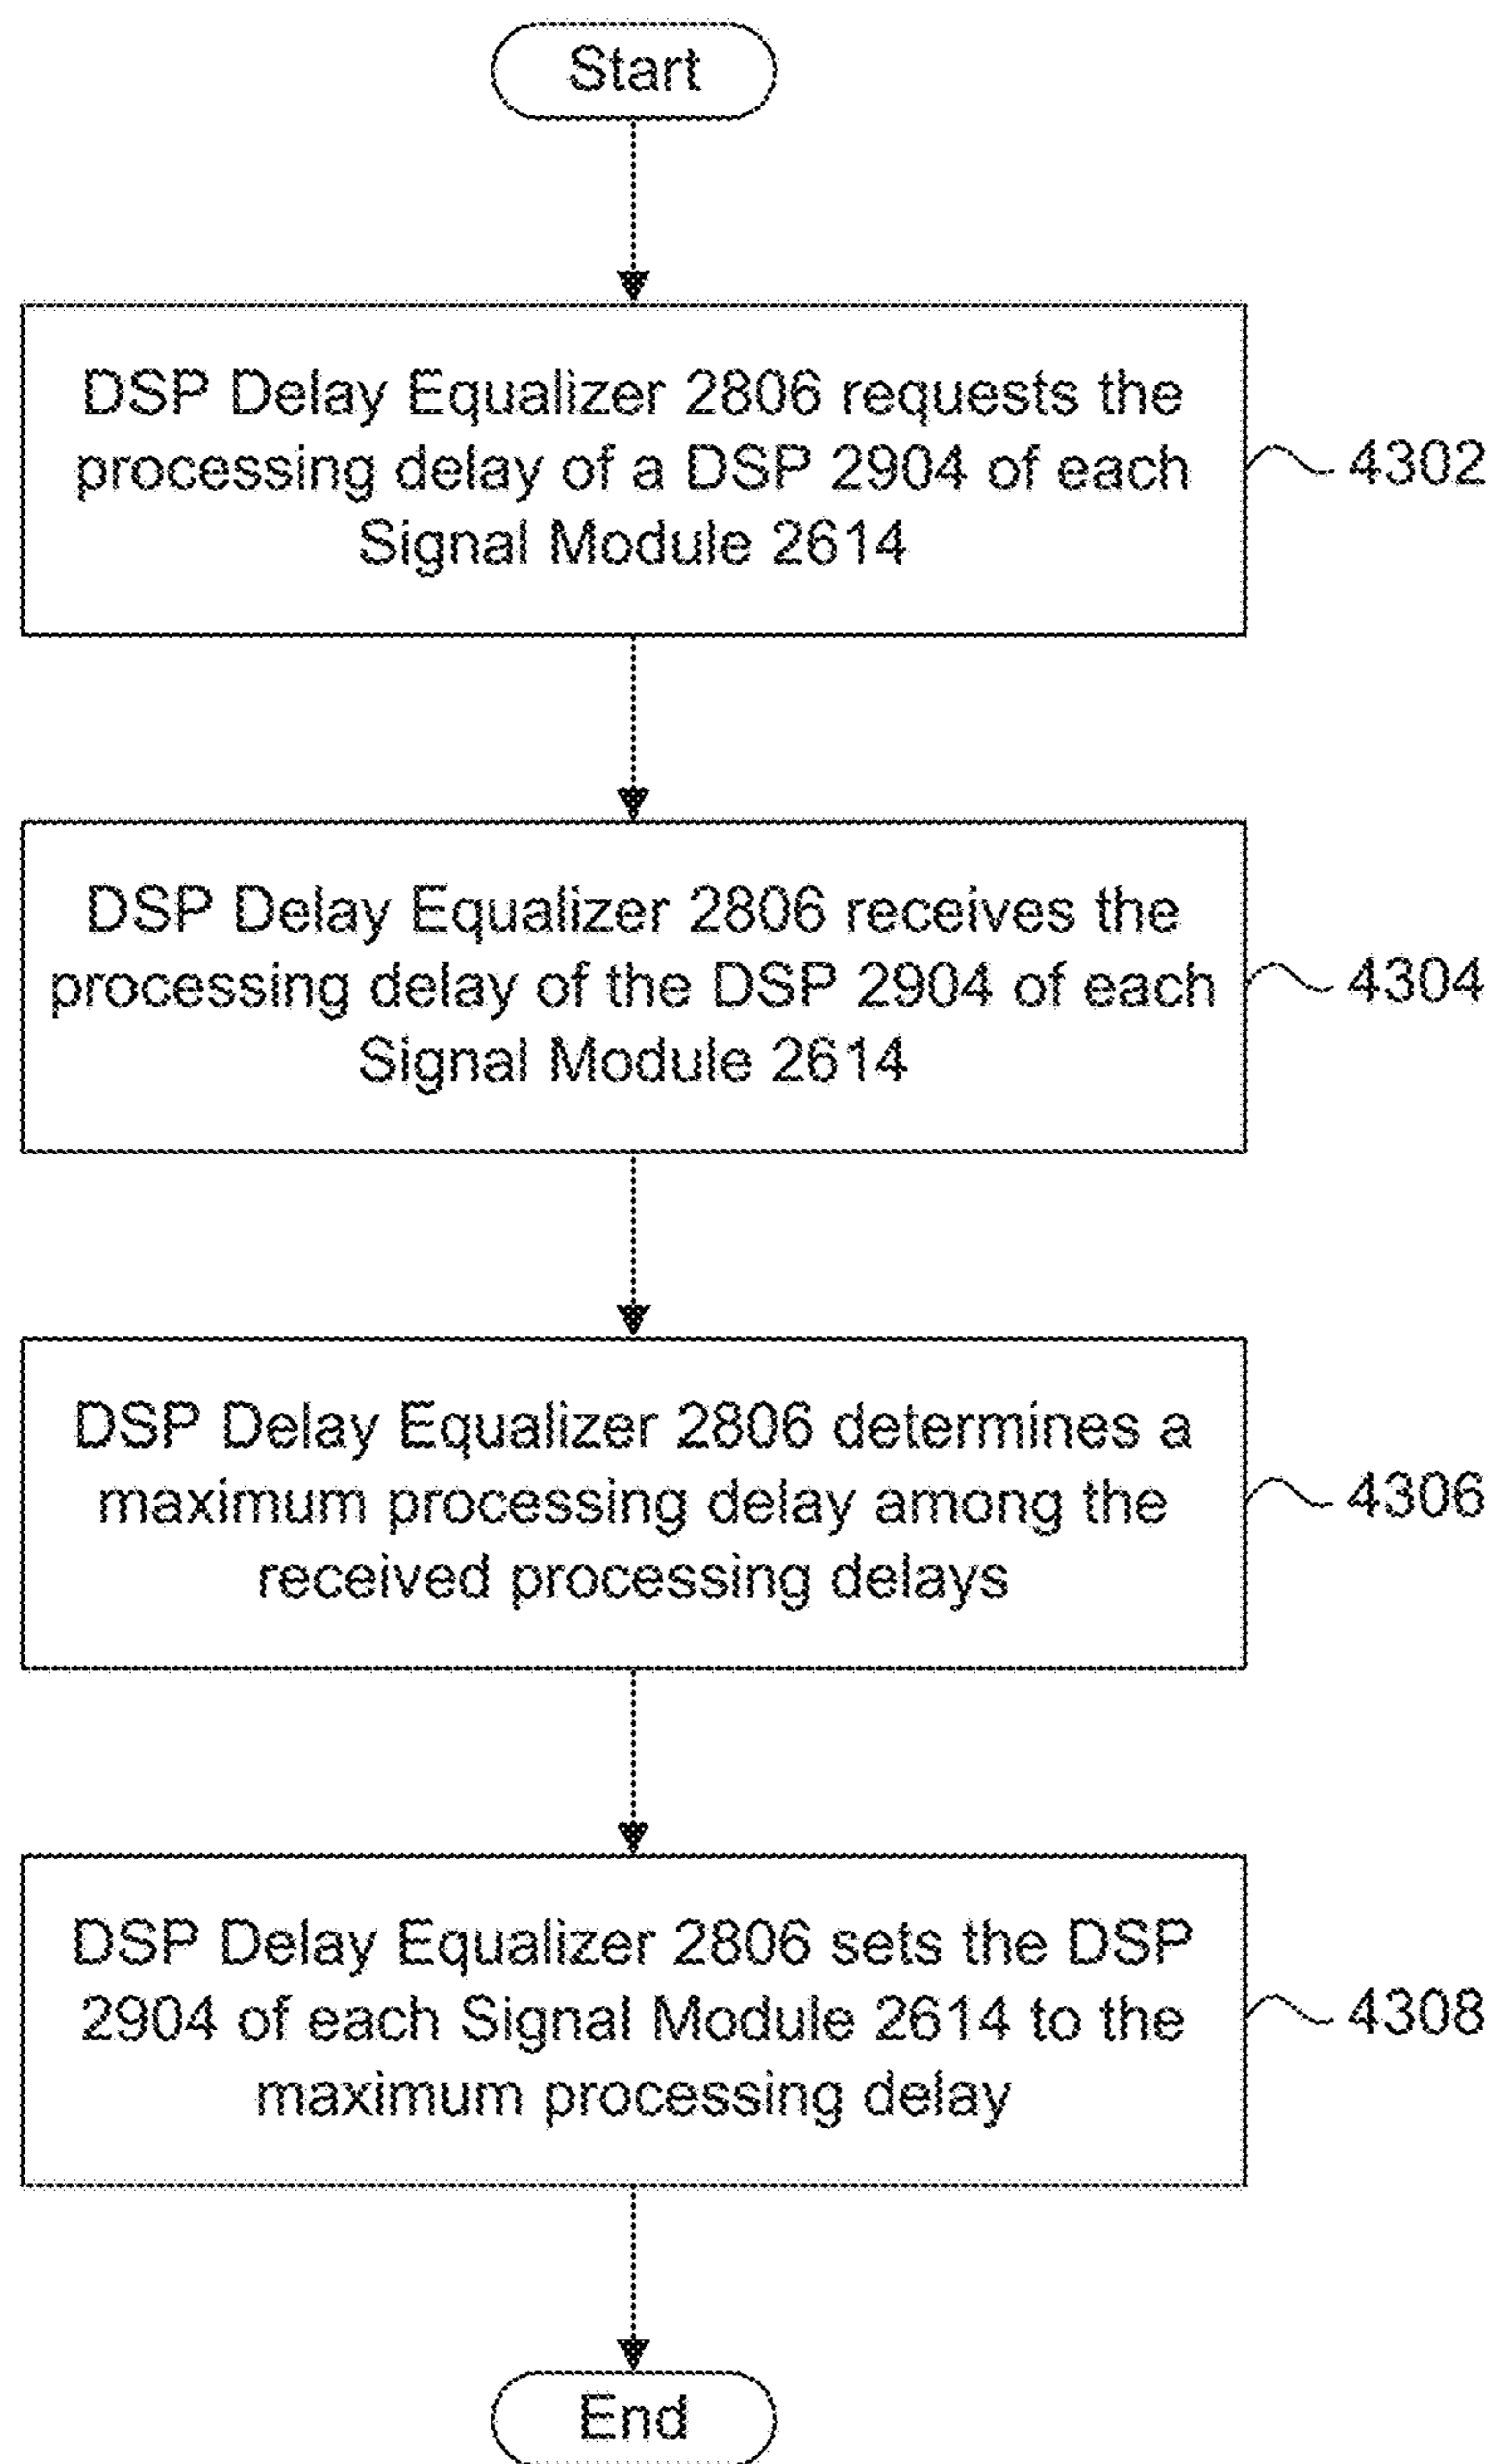 Start
DSP Delay Equalizer 2806 requests the
processing delay of a DSP 2904 of each
Signal Module 2614
4302
DSP Delay Equalizer 2806 receives the
processing delay of the DSP 2904 of each
Signal Module 2614
4304
DSP Delay Equalizer 2806 determines a
maximum processing delay among the
received processing delays
4306
DSP Delay Equalizer 2806 sets the DSP
2904 of each Signal Module 2614 to the
maximum processing delay
4308
End